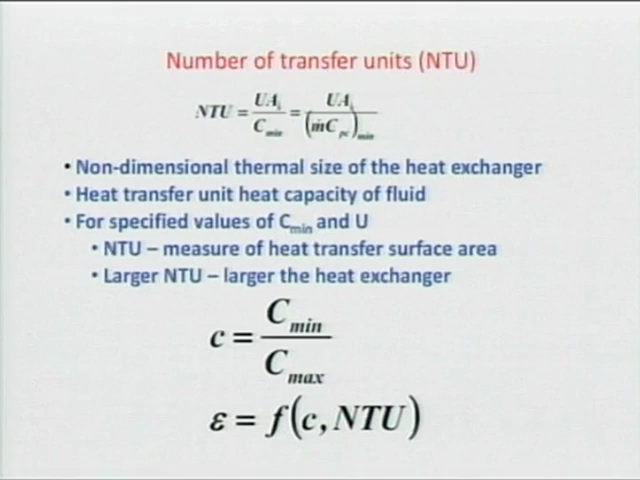 Number of transfer units (NTU)
NTU = UA_s / C_min = UA_s / (ṁC_pc)_min
• Non-dimensional thermal size of the heat exchanger
• Heat transfer unit heat capacity of fluid
• For specified values of C_min and U
• NTU – measure of heat transfer surface area
• Larger NTU – larger the heat exchanger
c = C_min / C_max
ε = f(c, NTU)